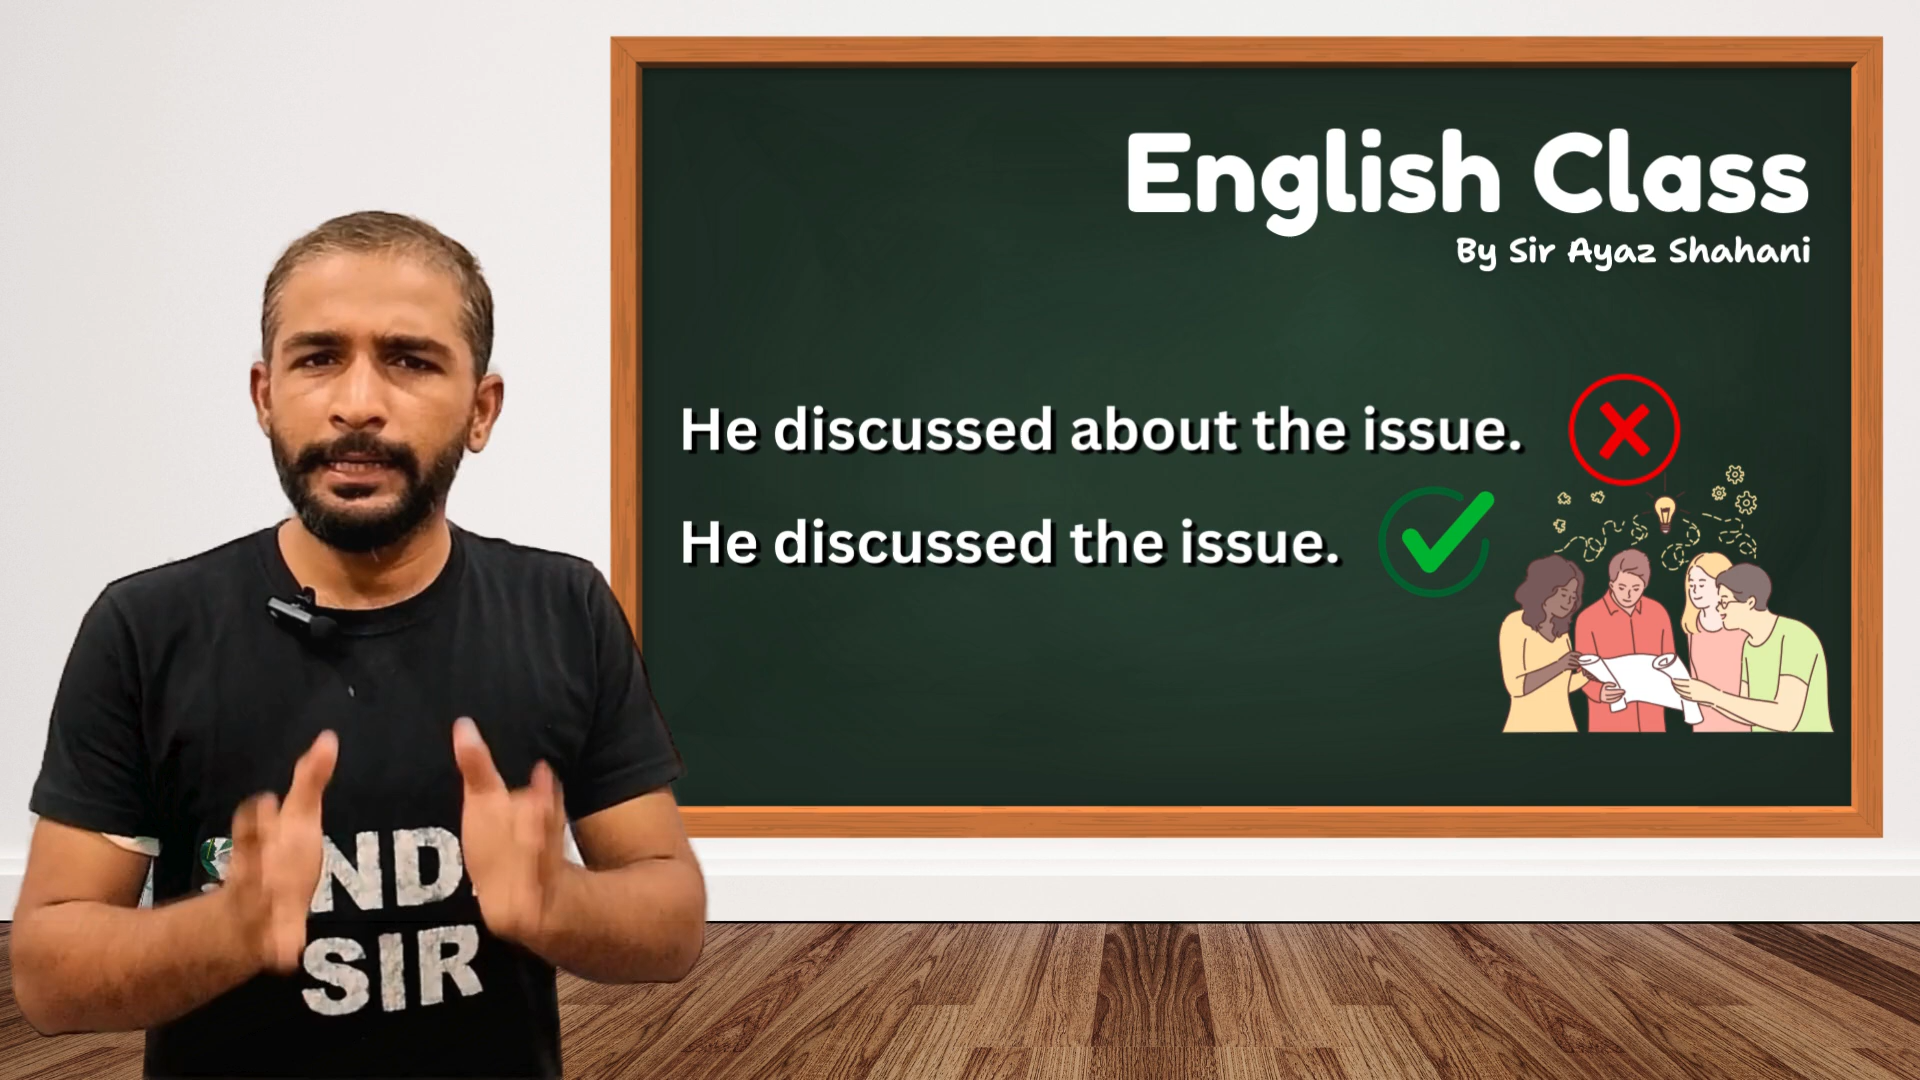 English Class
By Sir Ayaz Shahani
He discussed about the issue.
He discussed the issue.
SIR